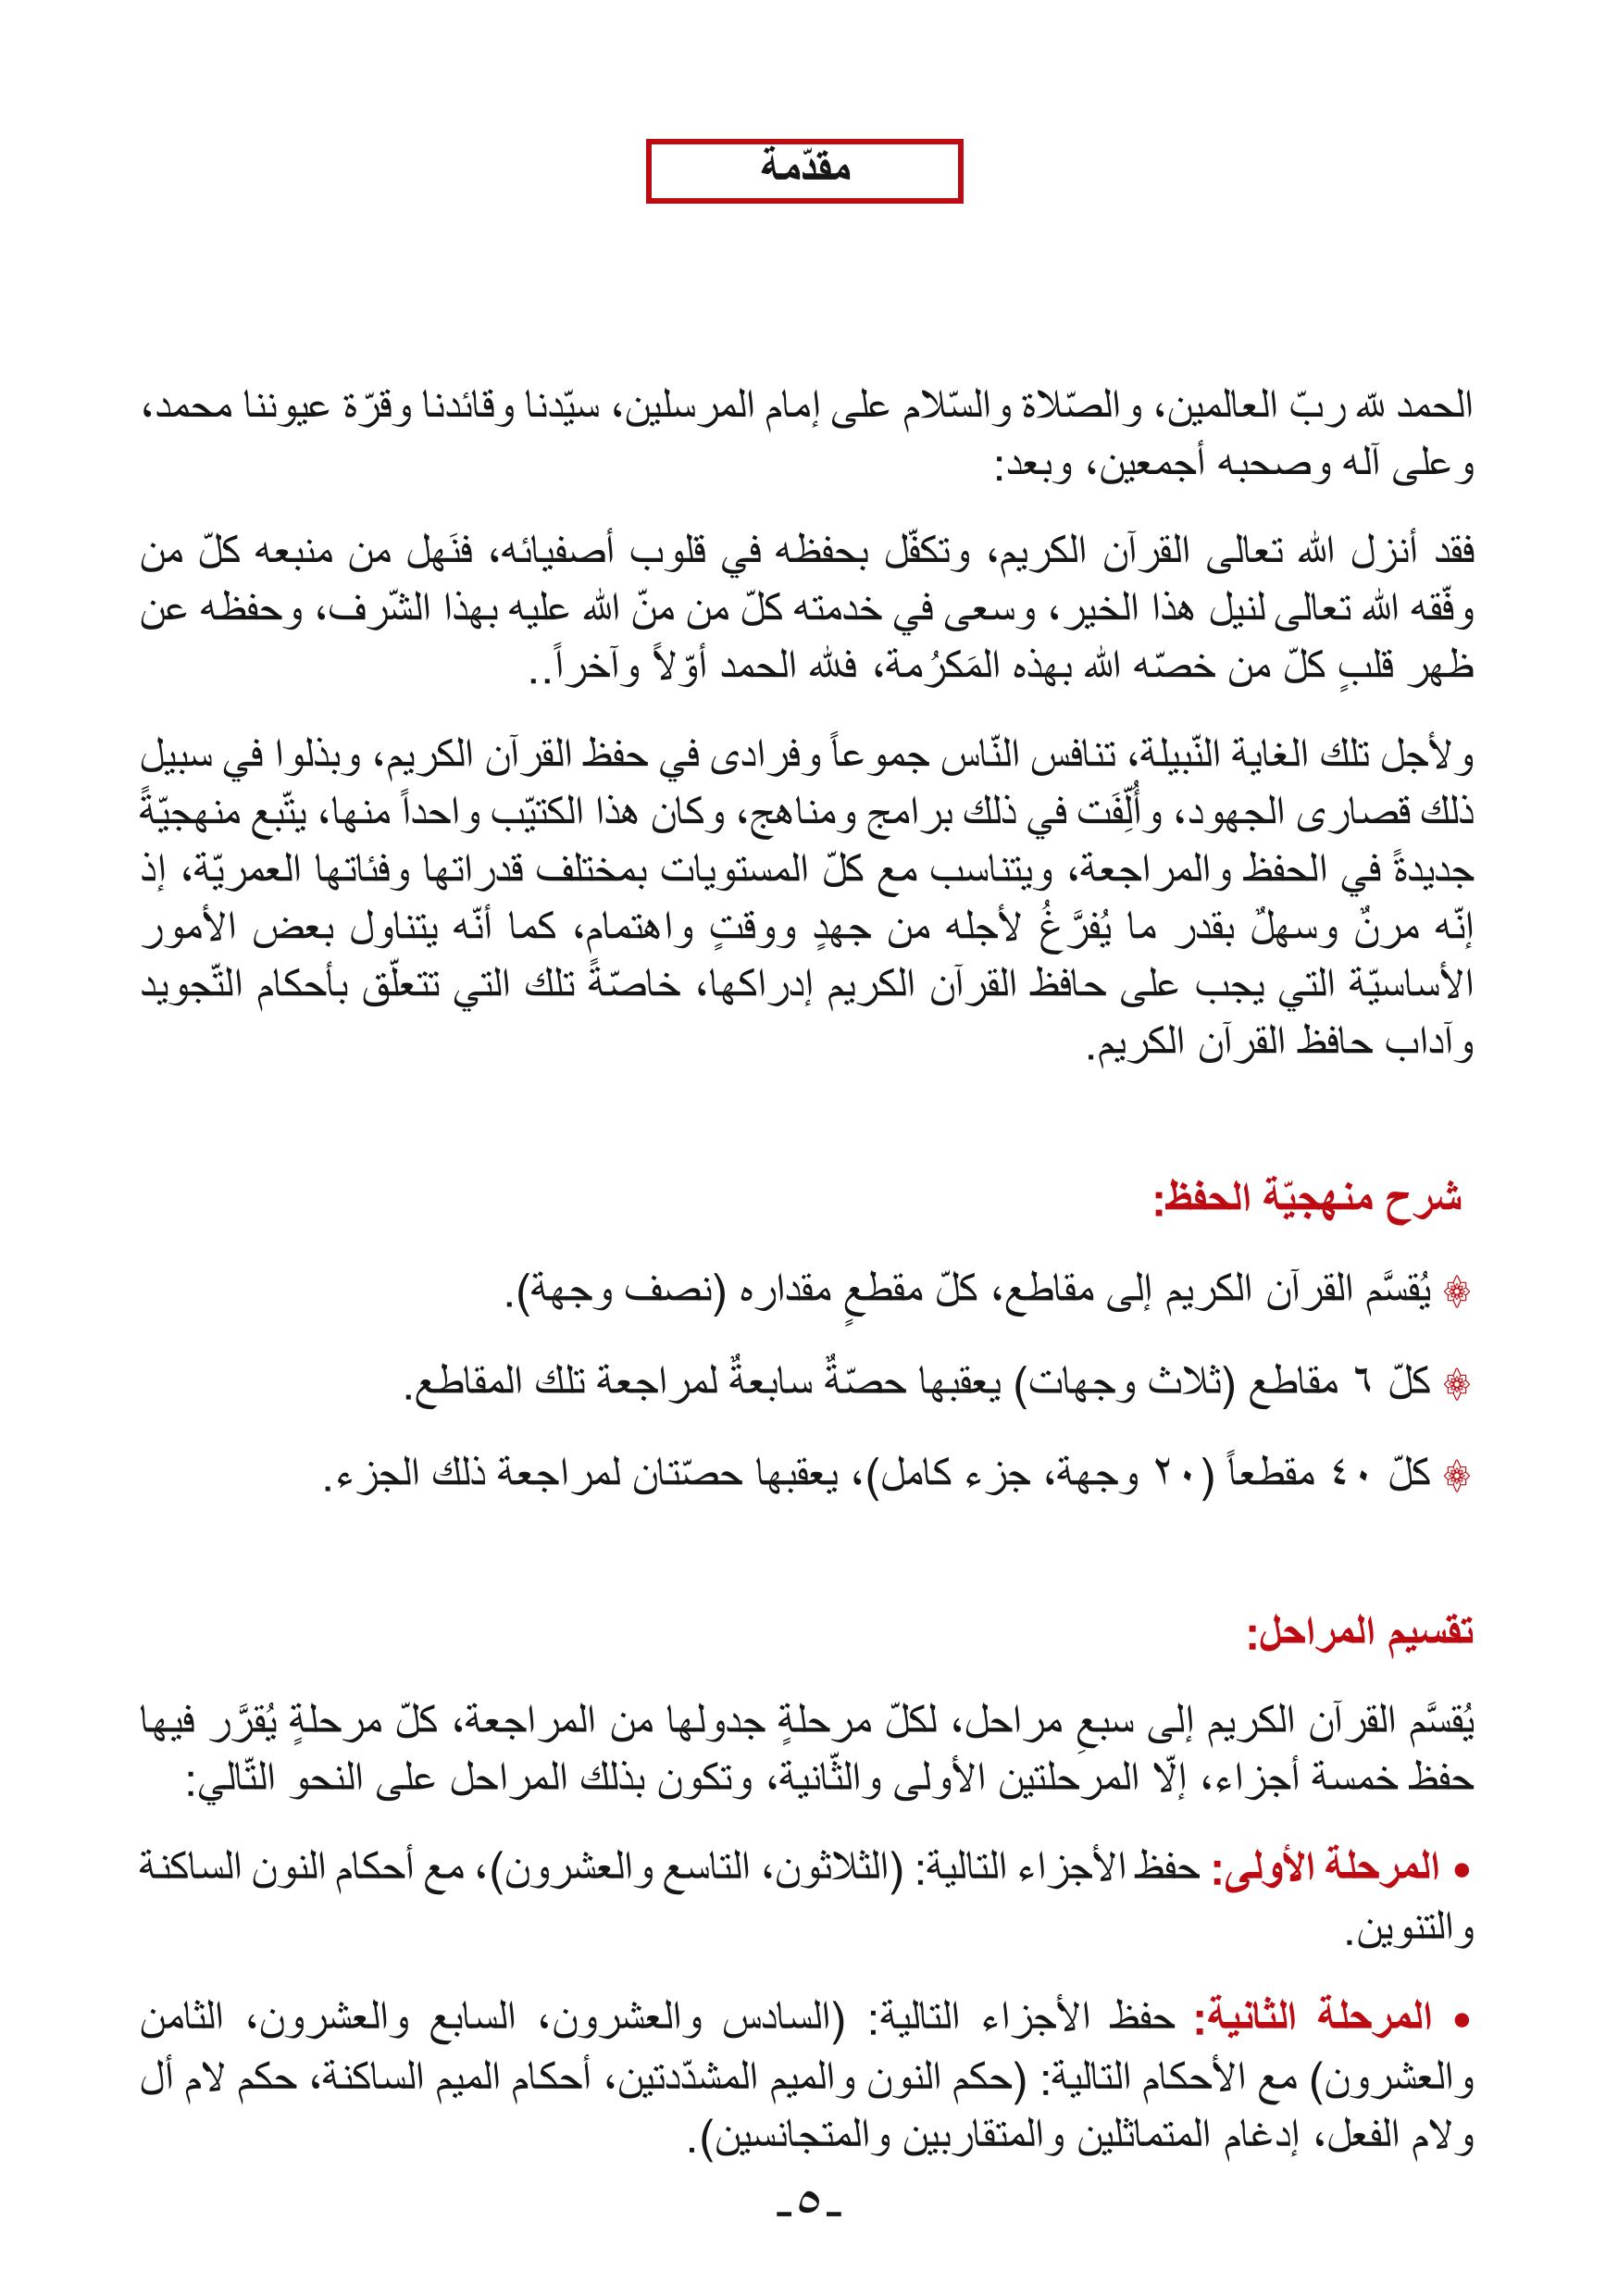 مقدّمة
الحمد لله ربّ العالمين، والصّلاة والسّلام على إمام المرسلين، سيّدنا وقائدنا وقرّة عيوننا محمد،
وعلى آله وصحبه أجمعين، وبعد:
فقد أنزل الله تعالى القرآن الكريم، وتكفّل بحفظه في قلوب أصفيائه، فنَهل من منبعه كلّ من
وفّقه الله تعالى لنيل هذا الخير، وسعى في خدمته كلّ من منّ الله عليه بهذا الشّرف، وحفظه عن
ظهر قلبٍ كلّ من خصّه الله بهذه المَكرُمة، فلله الحمد أوّلاً وآخراً..
ولأجل تلك الغاية النّبيلة، تنافس النّاس جموعاً وفرادى في حفظ القرآن الكريم، وبذلوا في سبيل
ذلك قصارى الجهود، وأُلِّفَت في ذلك برامج ومناهج، وكان هذا الكتيّب واحداً منها، يتّبع منهجيّةً
جديدةً في الحفظ والمراجعة، ويتناسب مع كلّ المستويات بمختلف قدراتها وفئاتها العمريّة، إذ
إنّه مرنٌ وسهلٌ بقدر ما يُفرَّغُ لأجله من جهدٍ ووقتٍ واهتمامٍ، كما أنّه يتناول بعض الأمور
الأساسيّة التي يجب على حافظ القرآن الكريم إدراكها، خاصّةً تلك التي تتعلّق بأحكام التّجويد
وآداب حافظ القرآن الكريم.
شرح منهجيّة الحفظ:
يُقسَّم القرآن الكريم إلى مقاطع، كلّ مقطعٍ مقداره (نصف وجهة).
كلّ ٦ مقاطع (ثلاث وجهات) يعقبها حصّةٌ سابعةٌ لمراجعة تلك المقاطع.
كلّ ٤٠ مقطعاً (٢٠ وجهة، جزء كامل)، يعقبها حصّتان لمراجعة ذلك الجزء.
تقسيم المراحل:
يُقسَّم القرآن الكريم إلى سبعِ مراحل، لكلّ مرحلةٍ جدولها من المراجعة، كلّ مرحلةٍ يُقرَّر فيها
حفظ خمسة أجزاء، إلّا المرحلتين الأولى والثّانية، وتكون بذلك المراحل على النحو التّالي:
• المرحلة الأولى: حفظ الأجزاء التالية: (الثلاثون، التاسع والعشرون)، مع أحكام النون الساكنة
والتنوين.
• المرحلة الثانية: حفظ الأجزاء التالية: (السادس والعشرون، السابع والعشرون، الثامن
والعشرون) مع الأحكام التالية: (حكم النون والميم المشدّدتين، أحكام الميم الساكنة، حكم لام أل
ولام الفعل، إدغام المتماثلين والمتقاربين والمتجانسين).
-٥-